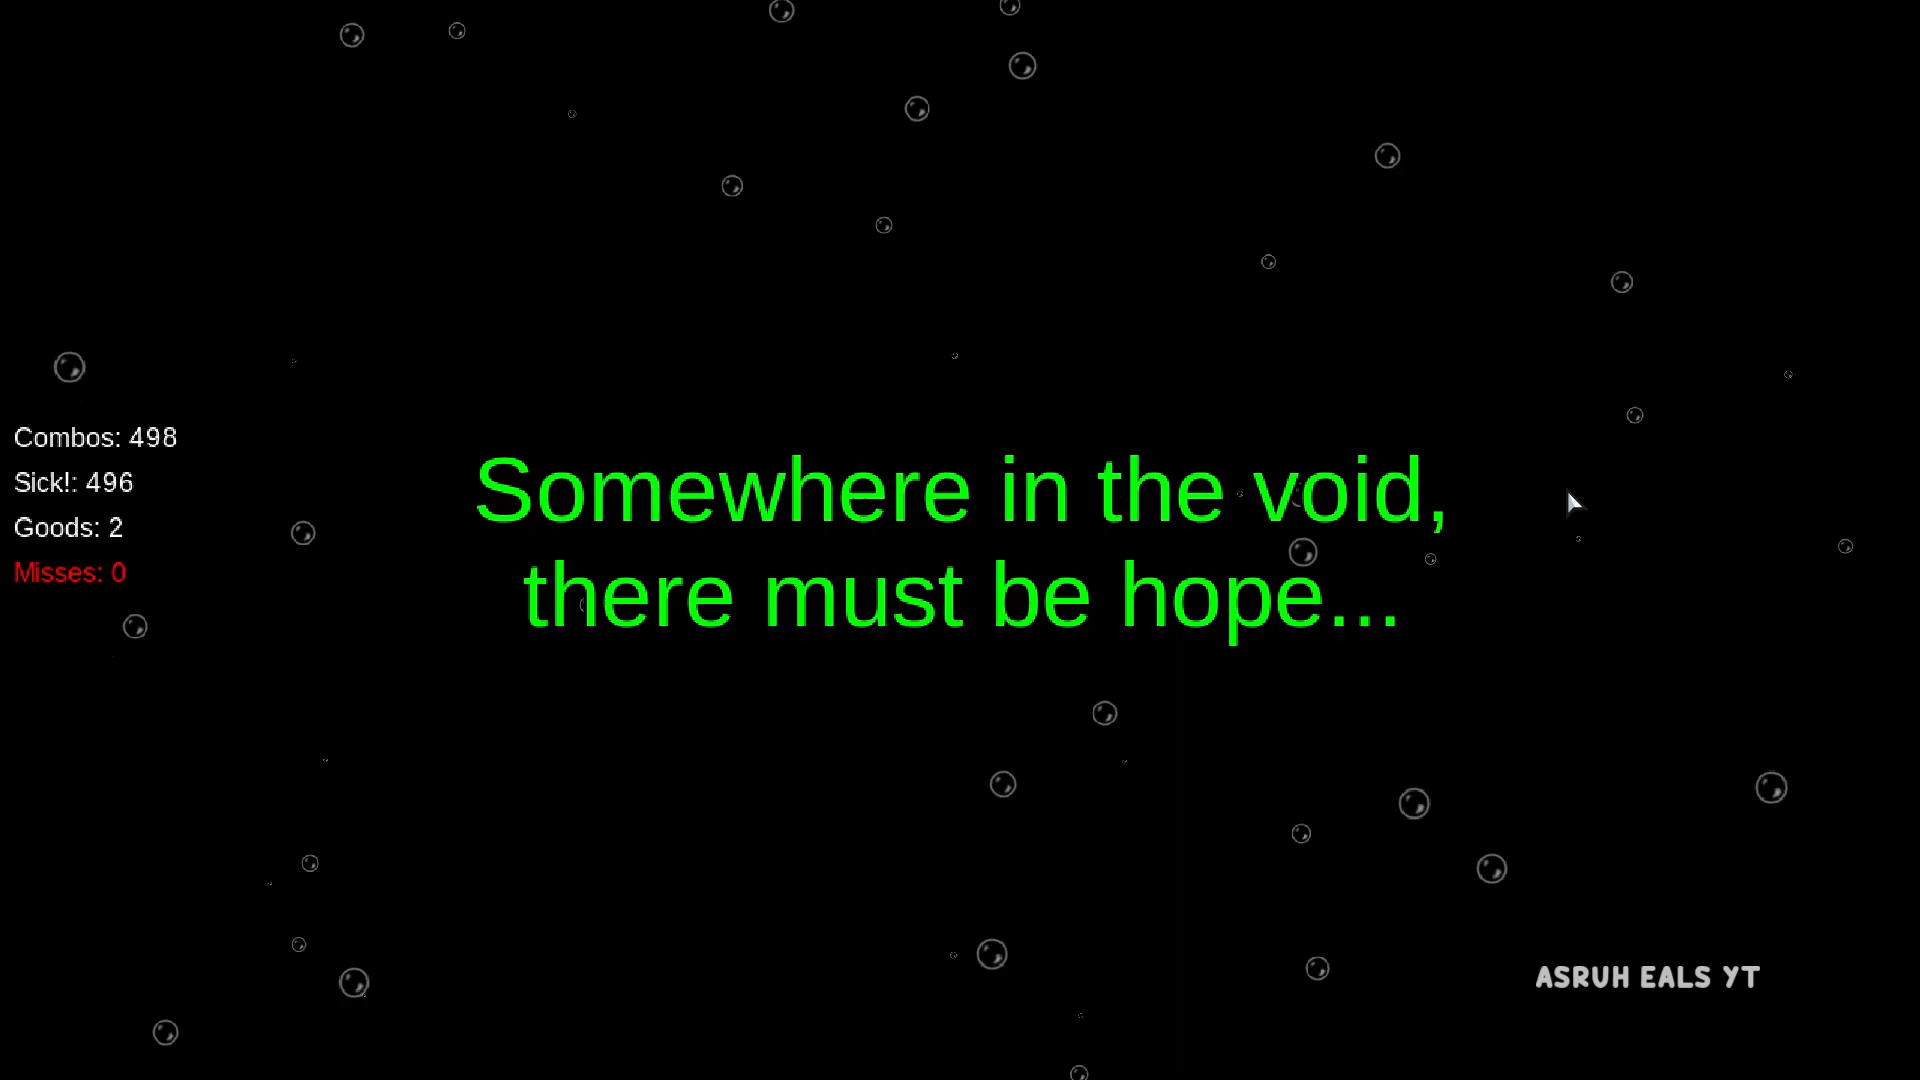 Combos: 498
Sick!: 496
Goods: 2
Misses: 0
Somewhere in the void,
there must be hope...
ASRUH EALS YT